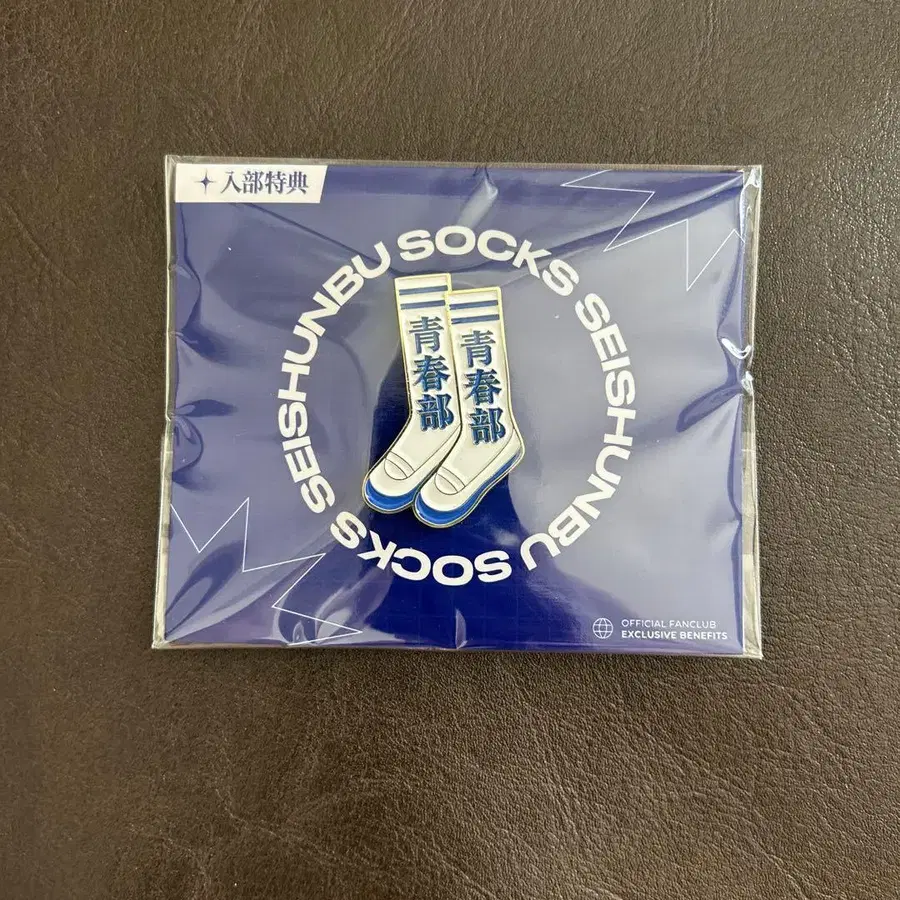 入部特典
SEISHUNBU SOCKS SEISHUNBU SOCKS
青春部
青春部
OFFICIAL FANCLUB
EXCLUSIVE BENEFITS